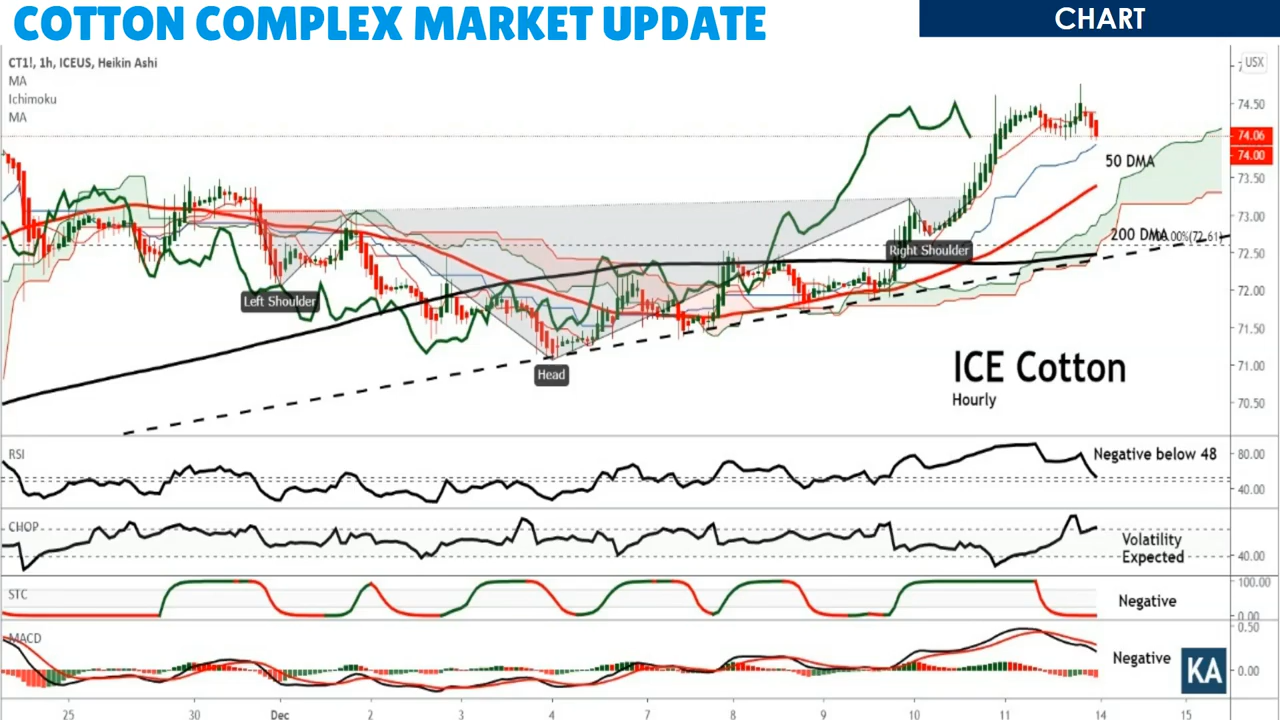 COTTON COMPLEX MARKET UPDATE
CHART
CT1!, 1h, ICEUS, Heikin Ashi
MA
Ichimoku
MA
USX
74.50
74.06
74.00
73.50
73.00
72.50
72.00
71.50
71.00
70.50
50 DMA
200 DMA
Left Shoulder
Right Shoulder
Head
ICE Cotton
Hourly
RSI
Negative below 48
80.00
40.00
CHOP
Volatility
Expected
40.00
STC
Negative
100.00
0.00
MACD
Negative
0.50
0.00
KA
25 30 Dec 2 3 4 7 8 9 10 11 14 15